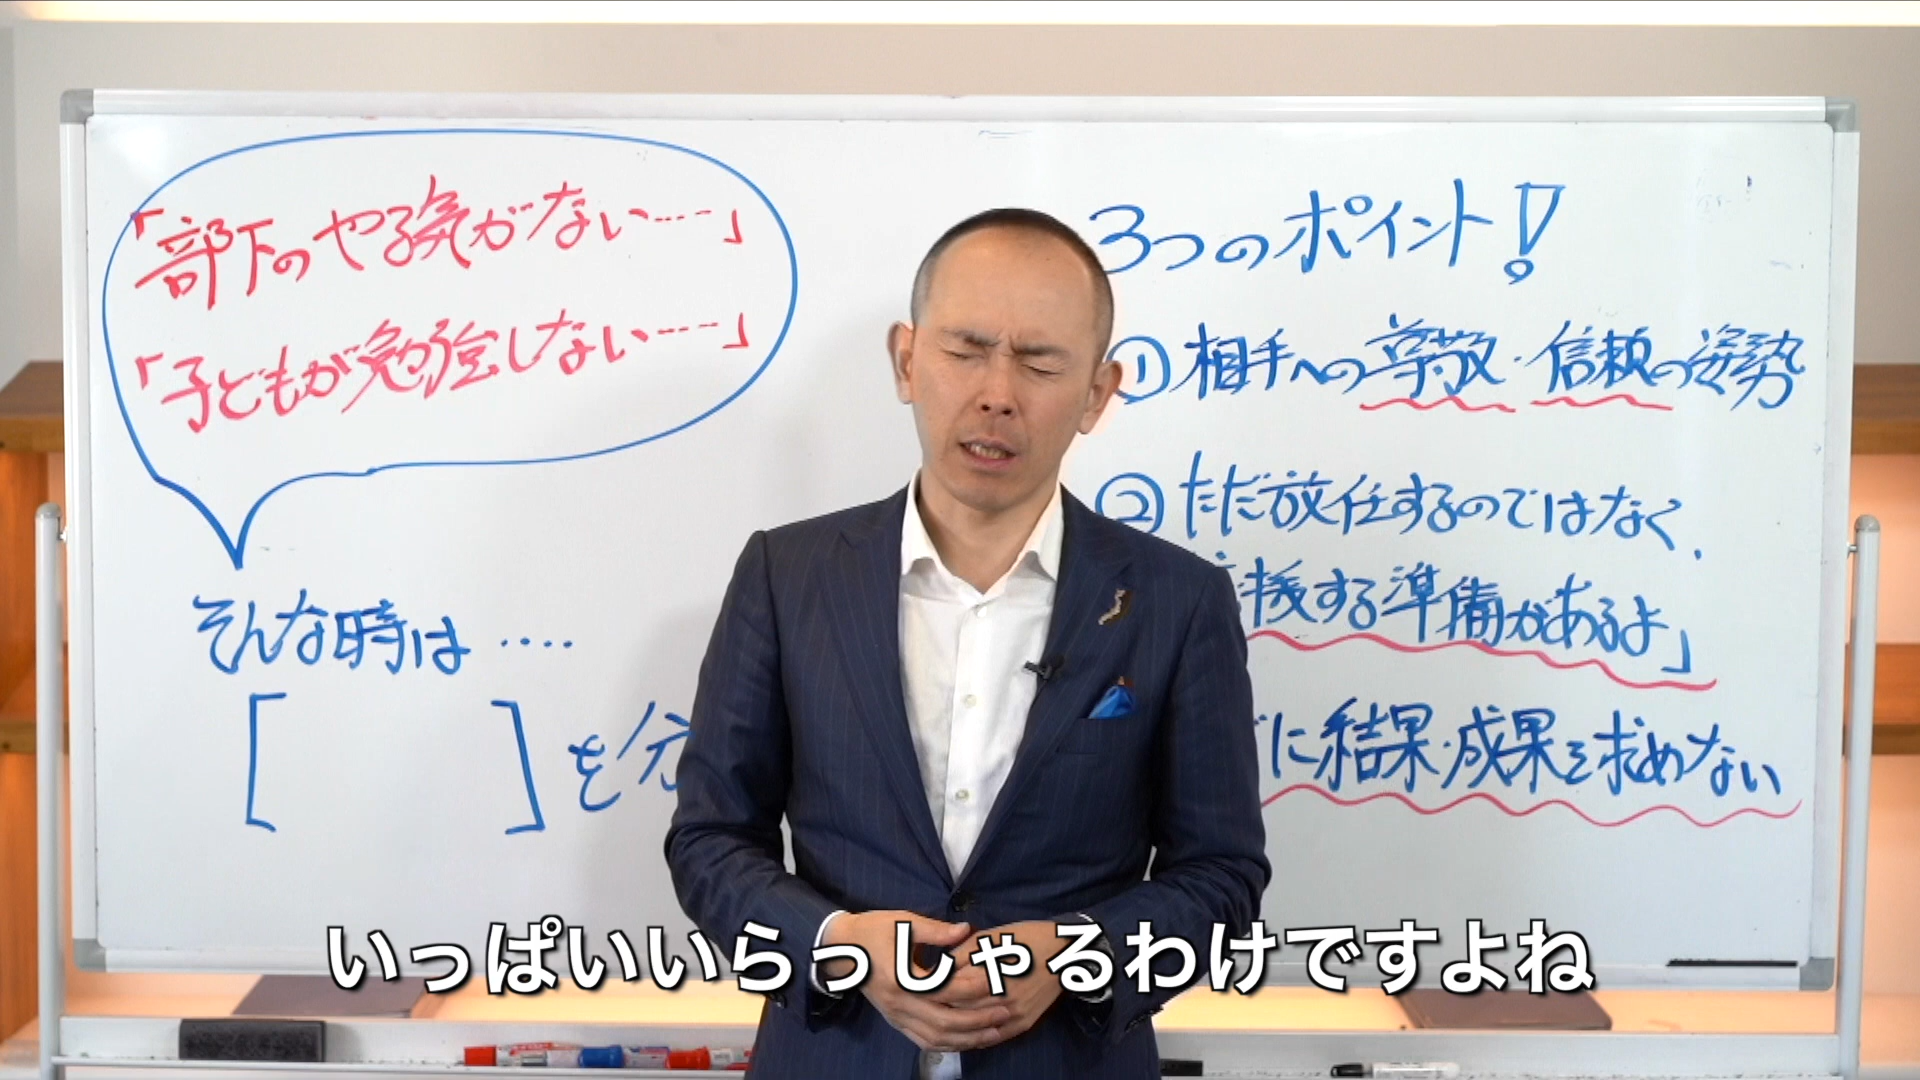 「部下のやる気がない……」
「子どもが勉強しない……」
そんな時は……
[ ]を分
3つのポイント!
① 相手への尊敬・信頼の姿勢
② ただ放任するのではなく、
援する準備があるよ」
に結果・成果を求めない
いっぱいいらっしゃるわけですよね